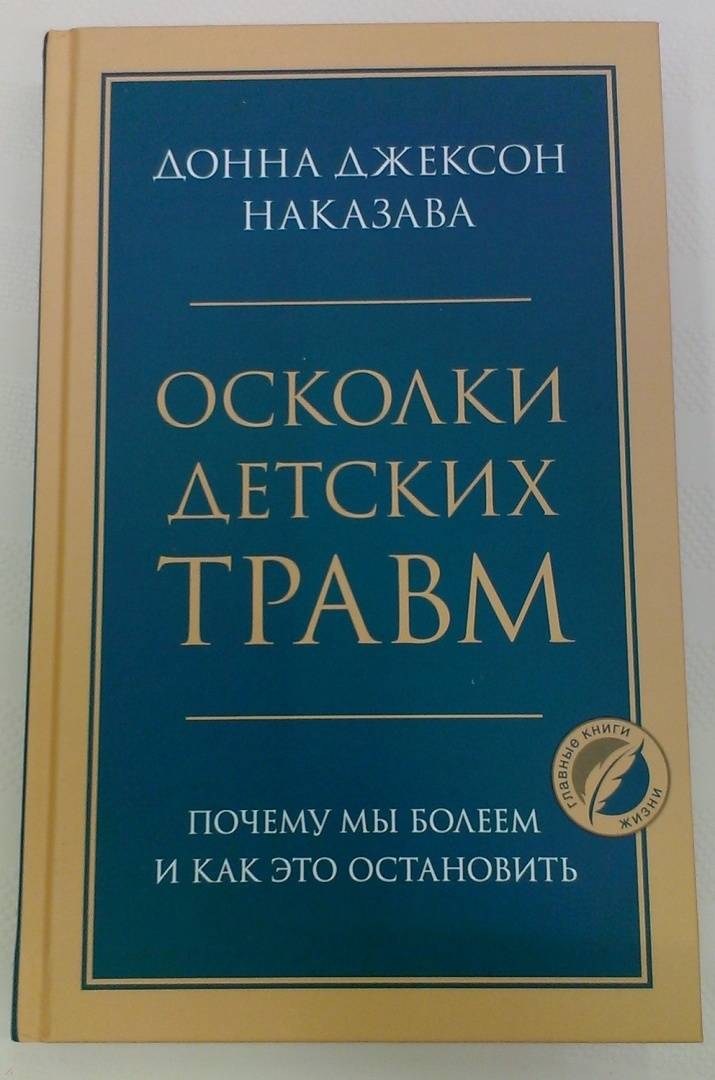 ДОННА ДЖЕКСОН
НАКАЗАВА
ОСКОЛКИ
ДЕТСКИХ
ТРАВМ
ГЛАВНЫЕ КНИГИ
ЖИЗНИ
ПОЧЕМУ МЫ БОЛЕЕМ
И КАК ЭТО ОСТАНОВИТЬ